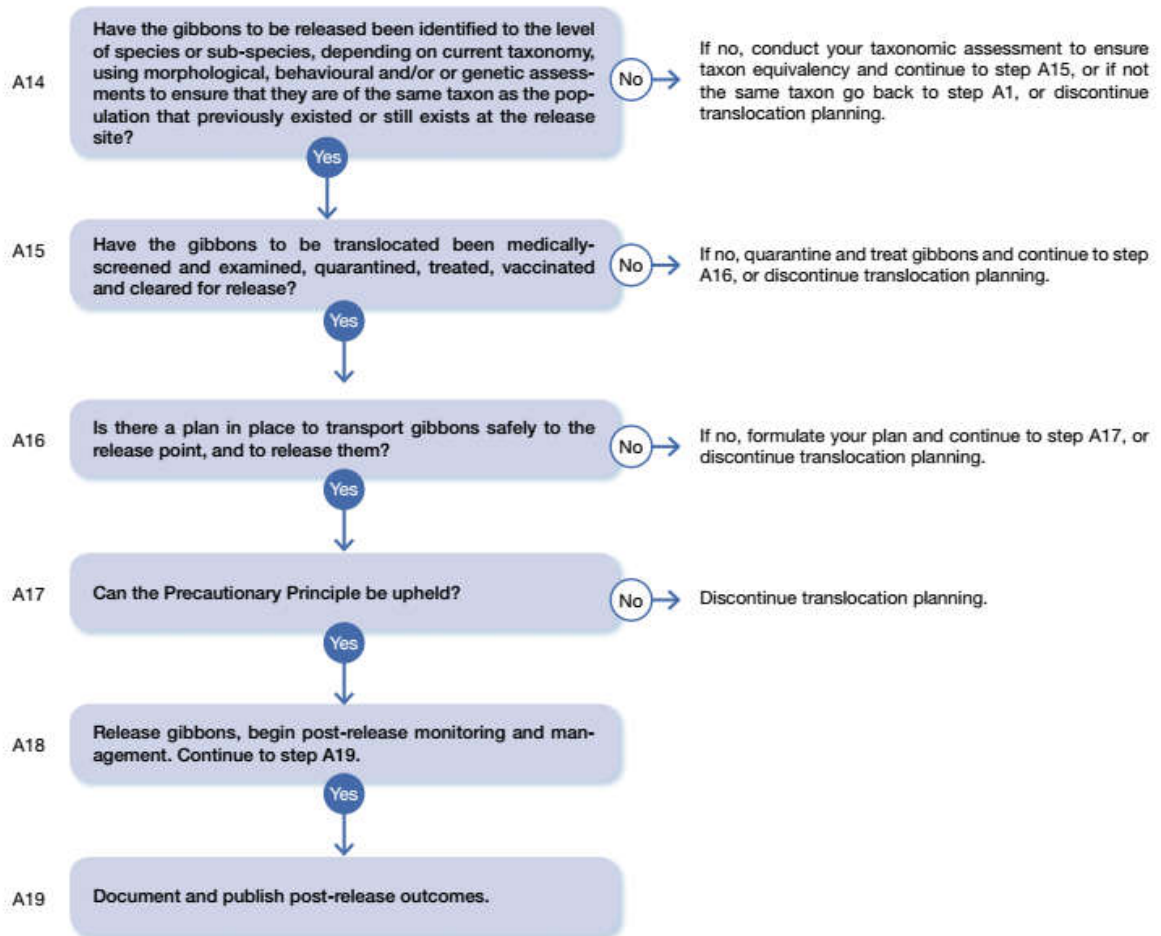 A14
Have the gibbons to be released been identified to the level
of species or sub-species, depending on current taxonomy,
using morphological, behavioural and/or or genetic assess-
ments to ensure that they are of the same taxon as the pop-
ulation that previously existed or still exists at the release
site?
No
If no, conduct your taxonomic assessment to ensure
taxon equivalency and continue to step A15, or if not
the same taxon go back to step A1, or discontinue
translocation planning.
Yes
A15
Have the gibbons to be translocated been medically-
screened and examined, quarantined, treated, vaccinated
and cleared for release?
No
If no, quarantine and treat gibbons and continue to step
A16, or discontinue translocation planning.
Yes
A16
Is there a plan in place to transport gibbons safely to the
release point, and to release them?
No
If no, formulate your plan and continue to step A17, or
discontinue translocation planning.
Yes
A17
Can the Precautionary Principle be upheld?
No
Discontinue translocation planning.
Yes
A18
Release gibbons, begin post-release monitoring and man-
agement. Continue to step A19.
Yes
A19
Document and publish post-release outcomes.